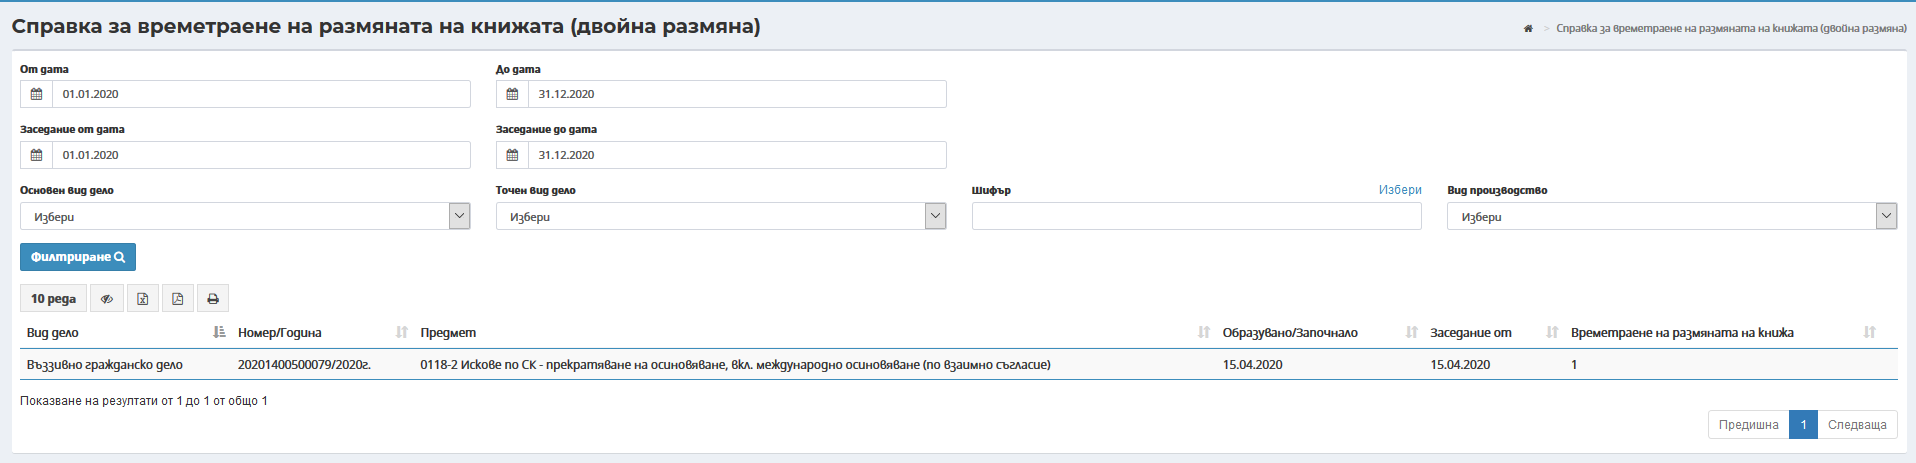 Справка за времетраене на размяната на книжата (двойна размяна)
> Справка за времетраене на размяната на книжата (двойна размяна)
От дата До дата
01.01.2020 31.12.2020
Заседание от дата Заседание до дата
01.01.2020 31.12.2020
Основен вид дело Точен вид дело Шифър Избери Вид производство
Избери Избери Избери
Филтриране
10 реда
Вид дело Номер/Година Предмет Образувано/Започнало Заседание от Времетраене на размяната на книжа
Въззивно гражданско дело 20201400500079/2020г. 0118-2 Искове по СК - прекратяване на осиновяване, вкл. международно осиновяване (по взаимно съгласие) 15.04.2020 15.04.2020 1
Показване на резултати от 1 до 1 от общо 1
Предишна 1 Следваща